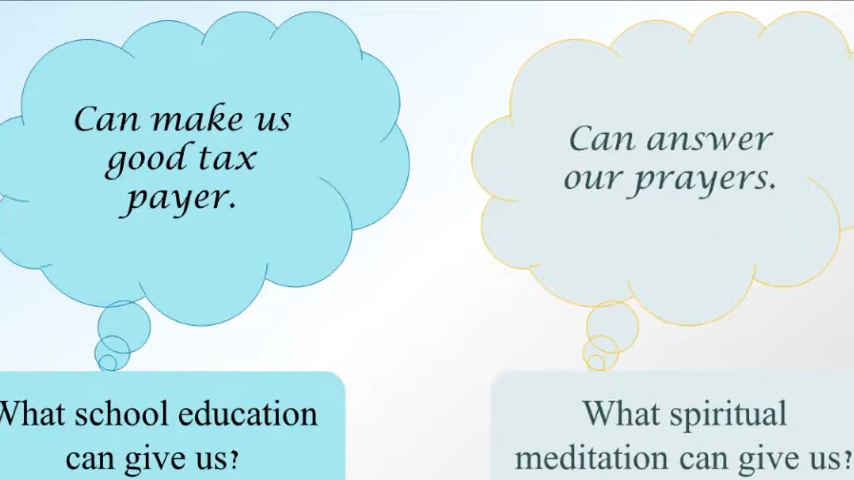 Can make us
good tax
payer.
Can answer
our prayers.
What school education
can give us?
What spiritual
meditation can give us?